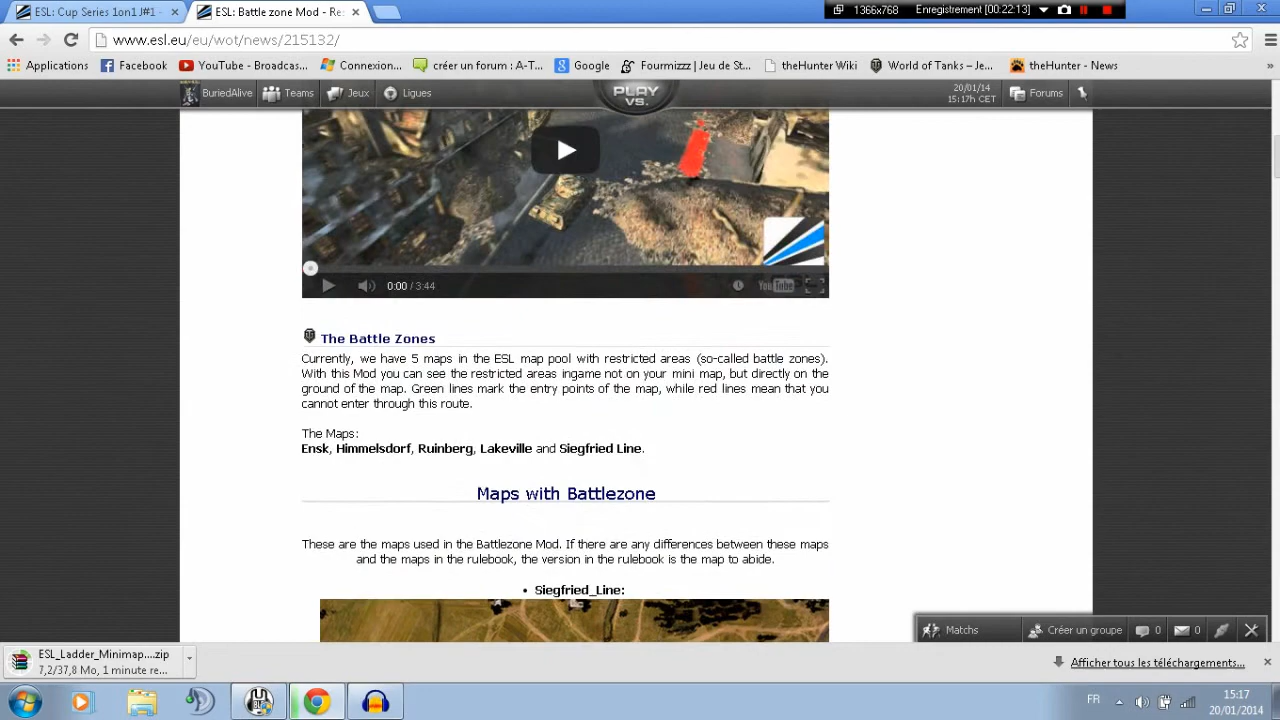 ESL: Cup Series 1on1 J#1 -
ESL: Battle zone Mod - Re
1366x768
Enregistrement [00:22:13]
www.esl.eu/eu/wot/news/215132/
Applications
Facebook
YouTube - Broadcas...
Connexion...
créer un forum : A-T...
Google
Fourmizzz | Jeu de St...
theHunter Wiki
World of Tanks – Je...
theHunter - News
»
BuriedAlive
Teams
Jeux
Ligues
PLAY
VS.
20/01/14
15:17h CET
Forums
0:00 / 3:44
YouTube
The Battle Zones
Currently, we have 5 maps in the ESL map pool with restricted areas (so-called battle zones).
With this Mod you can see the restricted areas ingame not on your mini map, but directly on the
ground of the map. Green lines mark the entry points of the map, while red lines mean that you
cannot enter through this route.
The Maps:
Ensk, Himmelsdorf, Ruinberg, Lakeville and Siegfried Line.
Maps with Battlezone
These are the maps used in the Battlezone Mod. If there are any differences between these maps
and the maps in the rulebook, the version in the rulebook is the map to abide.
• Siegfried_Line:
Matchs
Créer un groupe
0
0
ESL_Ladder_Minimap....zip
7,2/37,8 Mo, 1 minute re...
Afficher tous les téléchargements...
FR
15:17
20/01/2014